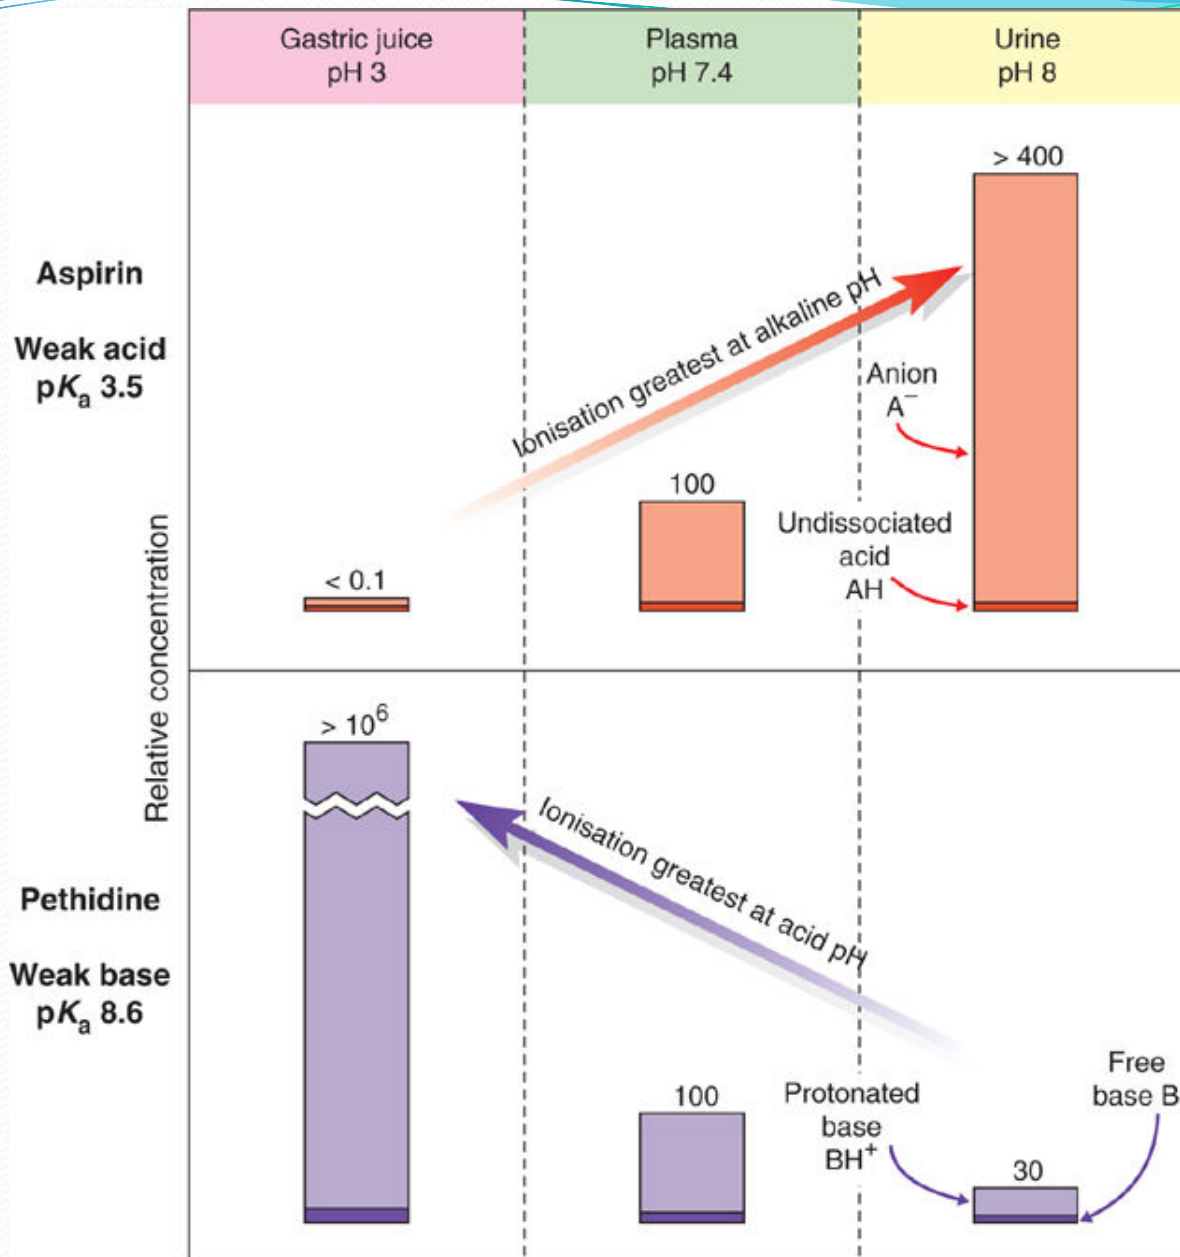 Gastric juice
pH 3
Plasma
pH 7.4
Urine
pH 8
Aspirin
Weak acid
pKa 3.5
Relative concentration
< 0.1
100
> 400
Ionisation greatest at alkaline pH
Anion
A⁻
Undissociated
acid
AH
Pethidine
Weak base
pKa 8.6
> 10⁶
100
30
Ionisation greatest at acid pH
Protonated
base
BH⁺
Free
base B